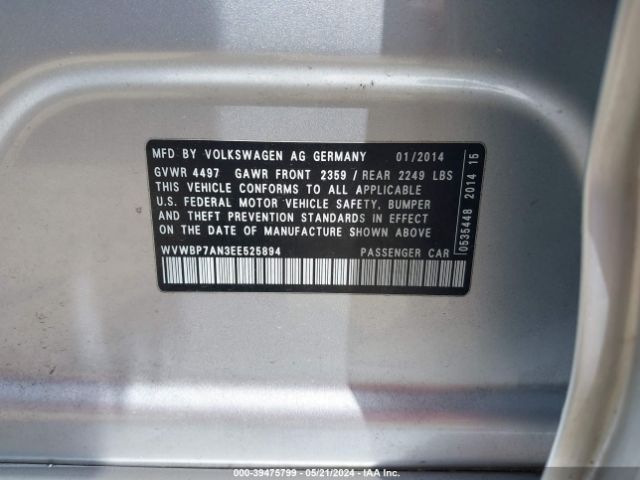 MFD BY VOLKSWAGEN AG GERMANY 01/2014
GVWR 4497 GAWR FRONT 2359 / REAR 2249 LBS
THIS VEHICLE CONFORMS TO ALL APPLICABLE
U.S. FEDERAL MOTOR VEHICLE SAFETY, BUMPER
AND THEFT PREVENTION STANDARDS IN EFFECT
ON THE DATE OF MANUFACTURE SHOWN ABOVE
WVWBP7AN3EE525894 PASSENGER CAR
0535448 2014 15
000-39475799 - 05/21/2024 - IAA Inc.